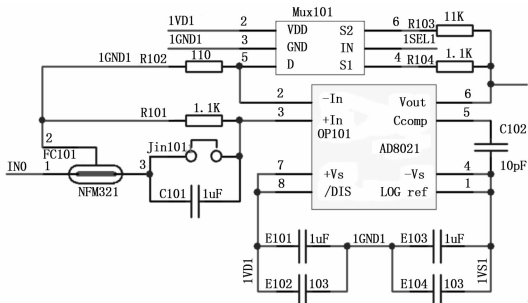 Mux101
1VD1 2 VDD S2 6 R103 11K
1GND1 3 GND IN 1SEL1
1GND1 R102 110 5 D S1 4 R104 1.1K
2 -In Vout 6
R101 1.1K 3 +In Ccomp 5
OP101 AD8021
C102 10pF
2 FC101
Jin101
IN0 1 3
NFM321
C101 1uF
7 +Vs -Vs 4
8 /DIS LOG ref 1
E101 1uF 1GND1 E103 1uF
1VD1 1VS1
E102 103 E104 103